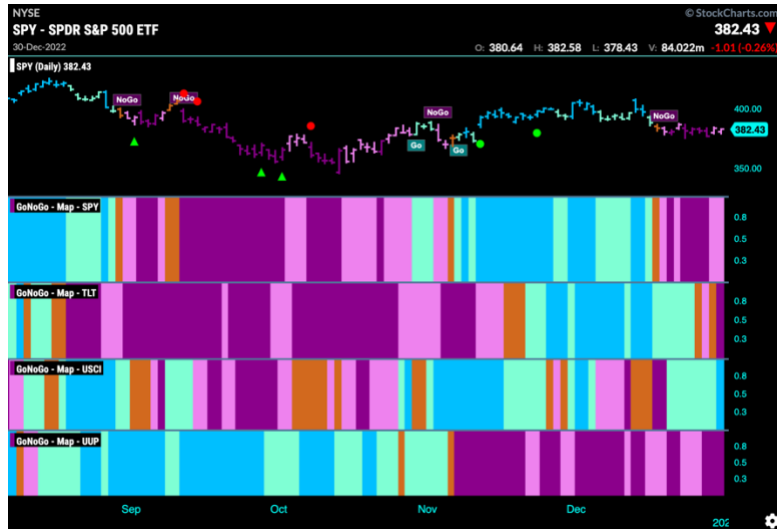 NYSE
© StockCharts.com
SPY - SPDR S&P 500 ETF
382.43
30-Dec-2022
O: 380.64 H: 382.58 L: 378.43 V: 84.022m -1.01 (-0.26%)
SPY (Daily) 382.43
NoGo
NoGo
NoGo
NoGo
Go
Go
400.00
382.43
350.00
GoNoGo - Map - SPY
0.8
0.5
0.3
GoNoGo - Map - TLT
0.8
0.5
0.3
GoNoGo - Map - USCI
0.8
0.5
0.3
GoNoGo - Map - UUP
0.8
0.5
0.3
Sep Oct Nov Dec
202